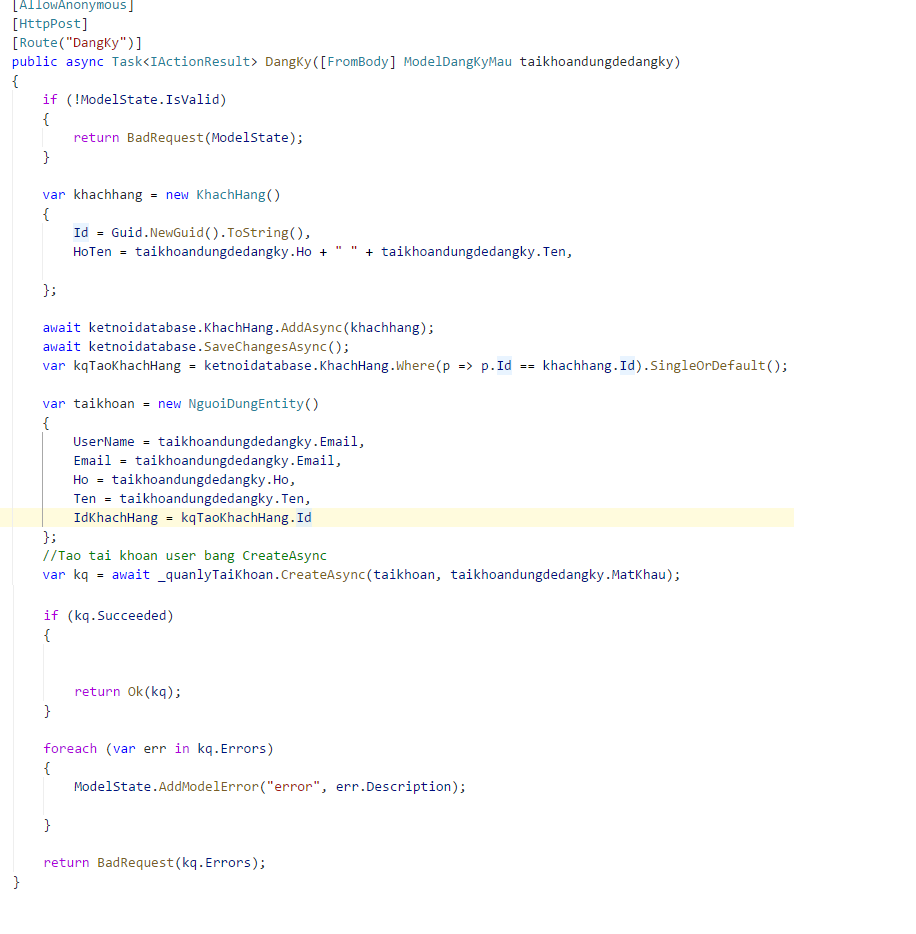 [AllowAnonymous]
[HttpPost]
[Route("DangKy")]
public async Task<IActionResult> DangKy([FromBody] ModelDangKyMau taikhoandungdedangky)
{
if (!ModelState.IsValid)
{
return BadRequest(ModelState);
}
var khachhang = new KhachHang()
{
Id = Guid.NewGuid().ToString(),
HoTen = taikhoandungdedangky.Ho + " " + taikhoandungdedangky.Ten,
};
await ketnoidatabase.KhachHang.AddAsync(khachhang);
await ketnoidatabase.SaveChangesAsync();
var kqTaoKhachHang = ketnoidatabase.KhachHang.Where(p => p.Id == khachhang.Id).SingleOrDefault();
var taikhoan = new NguoiDungEntity()
{
UserName = taikhoandungdedangky.Email,
Email = taikhoandungdedangky.Email,
Ho = taikhoandungdedangky.Ho,
Ten = taikhoandungdedangky.Ten,
IdKhachHang = kqTaoKhachHang.Id
};
//Tao tai khoan user bang CreateAsync
var kq = await _quanlyTaiKhoan.CreateAsync(taikhoan, taikhoandungdedangky.MatKhau);
if (kq.Succeeded)
{
return Ok(kq);
}
foreach (var err in kq.Errors)
{
ModelState.AddModelError("error", err.Description);
}
return BadRequest(kq.Errors);
}